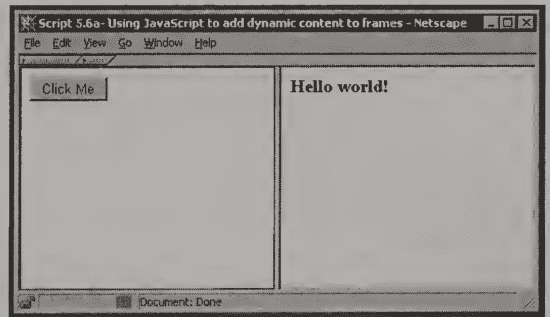 Script 5.6a- Using JavaScript to add dynamic content to frames - Netscape
File Edit View Go Window Help
Click Me
Hello world!
Document: Done